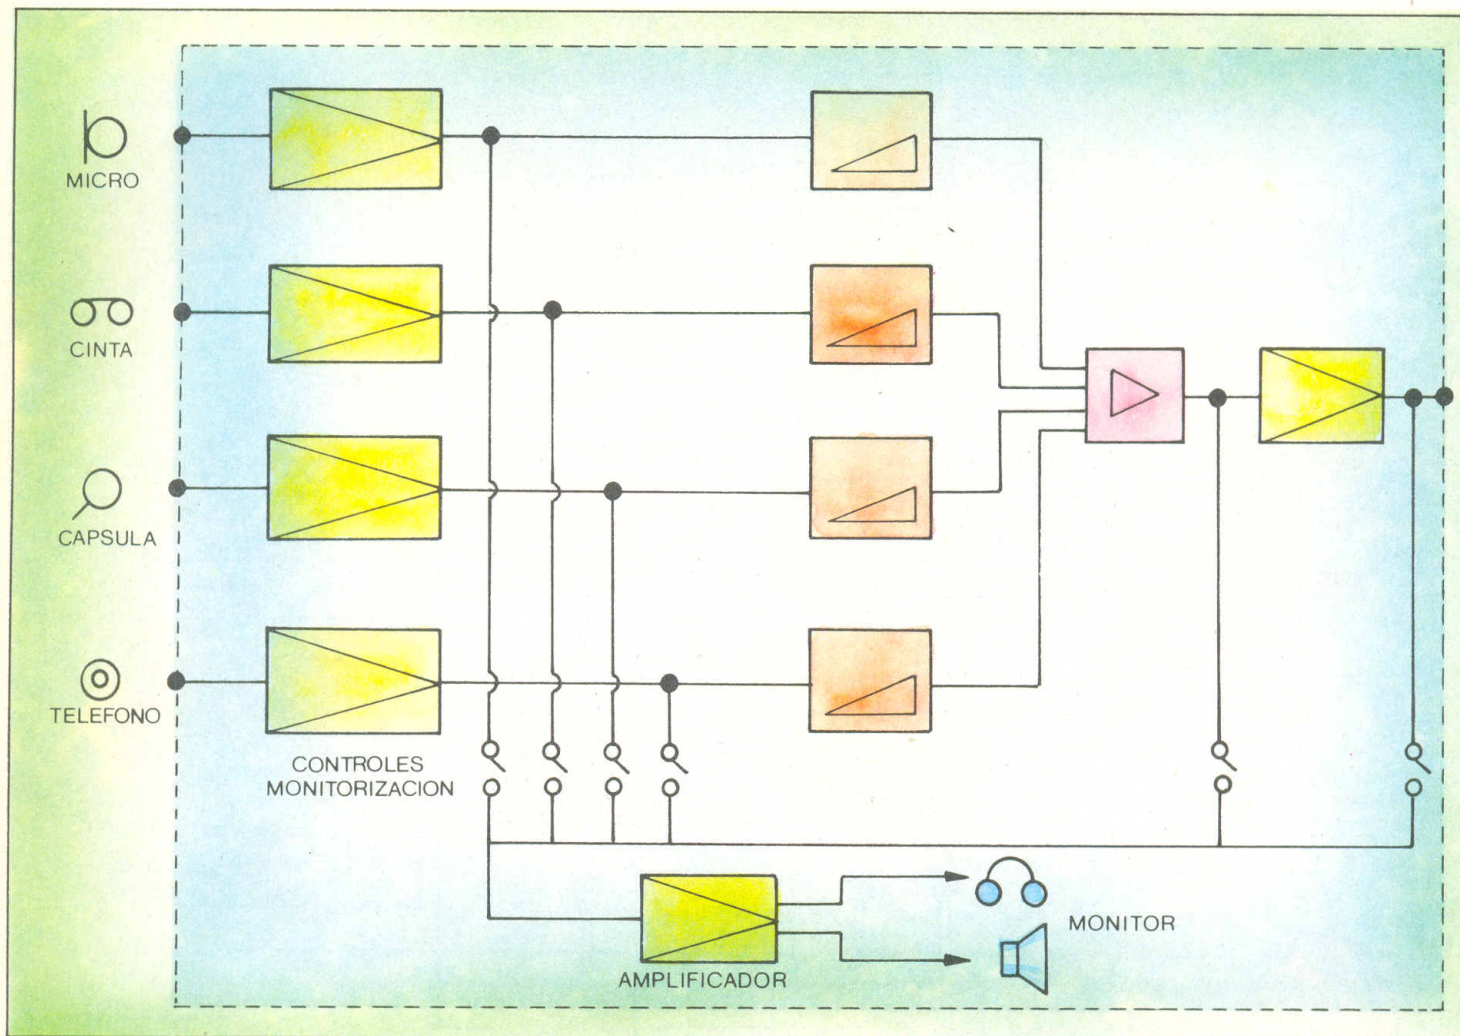 MICRO
CINTA
CAPSULA
TELEFONO
CONTROLES
MONITORIZACION
MONITOR
AMPLIFICADOR